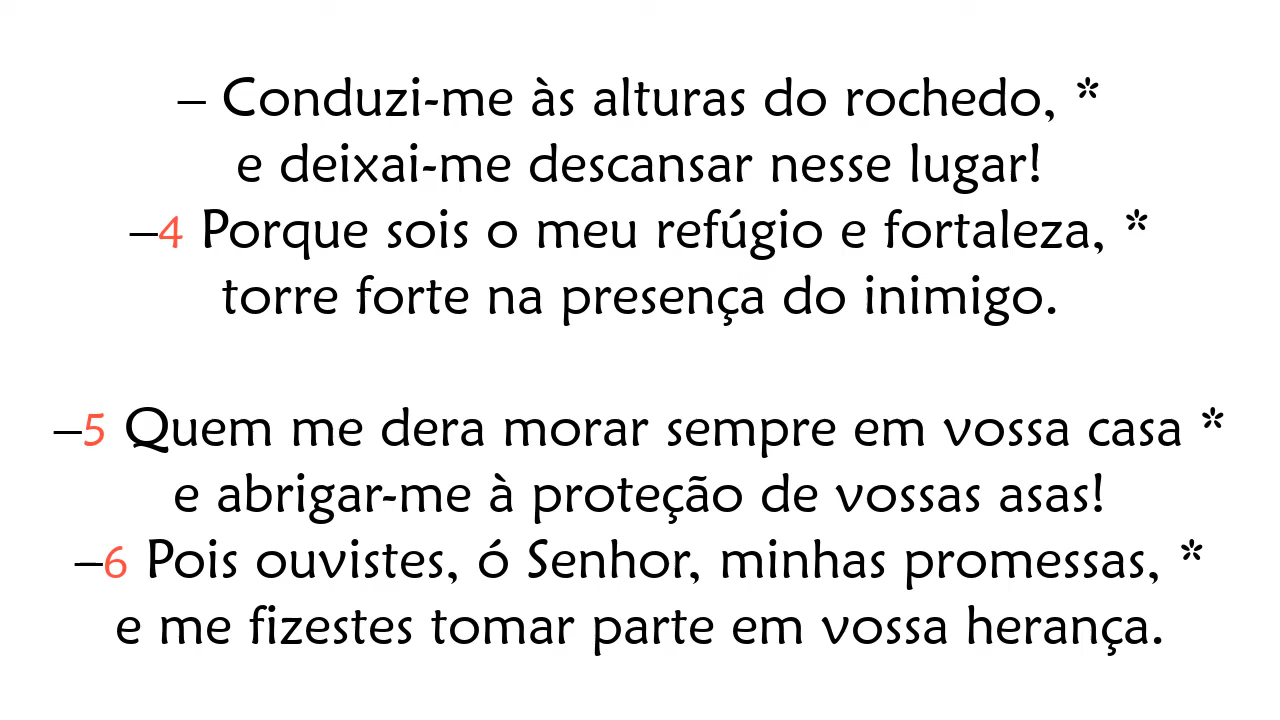 – Conduzi-me às alturas do rochedo, *
e deixai-me descansar nesse lugar!
–4 Porque sois o meu refúgio e fortaleza, *
torre forte na presença do inimigo.
–5 Quem me dera morar sempre em vossa casa *
e abrigar-me à proteção de vossas asas!
–6 Pois ouvistes, ó Senhor, minhas promessas, *
e me fizestes tomar parte em vossa herança.